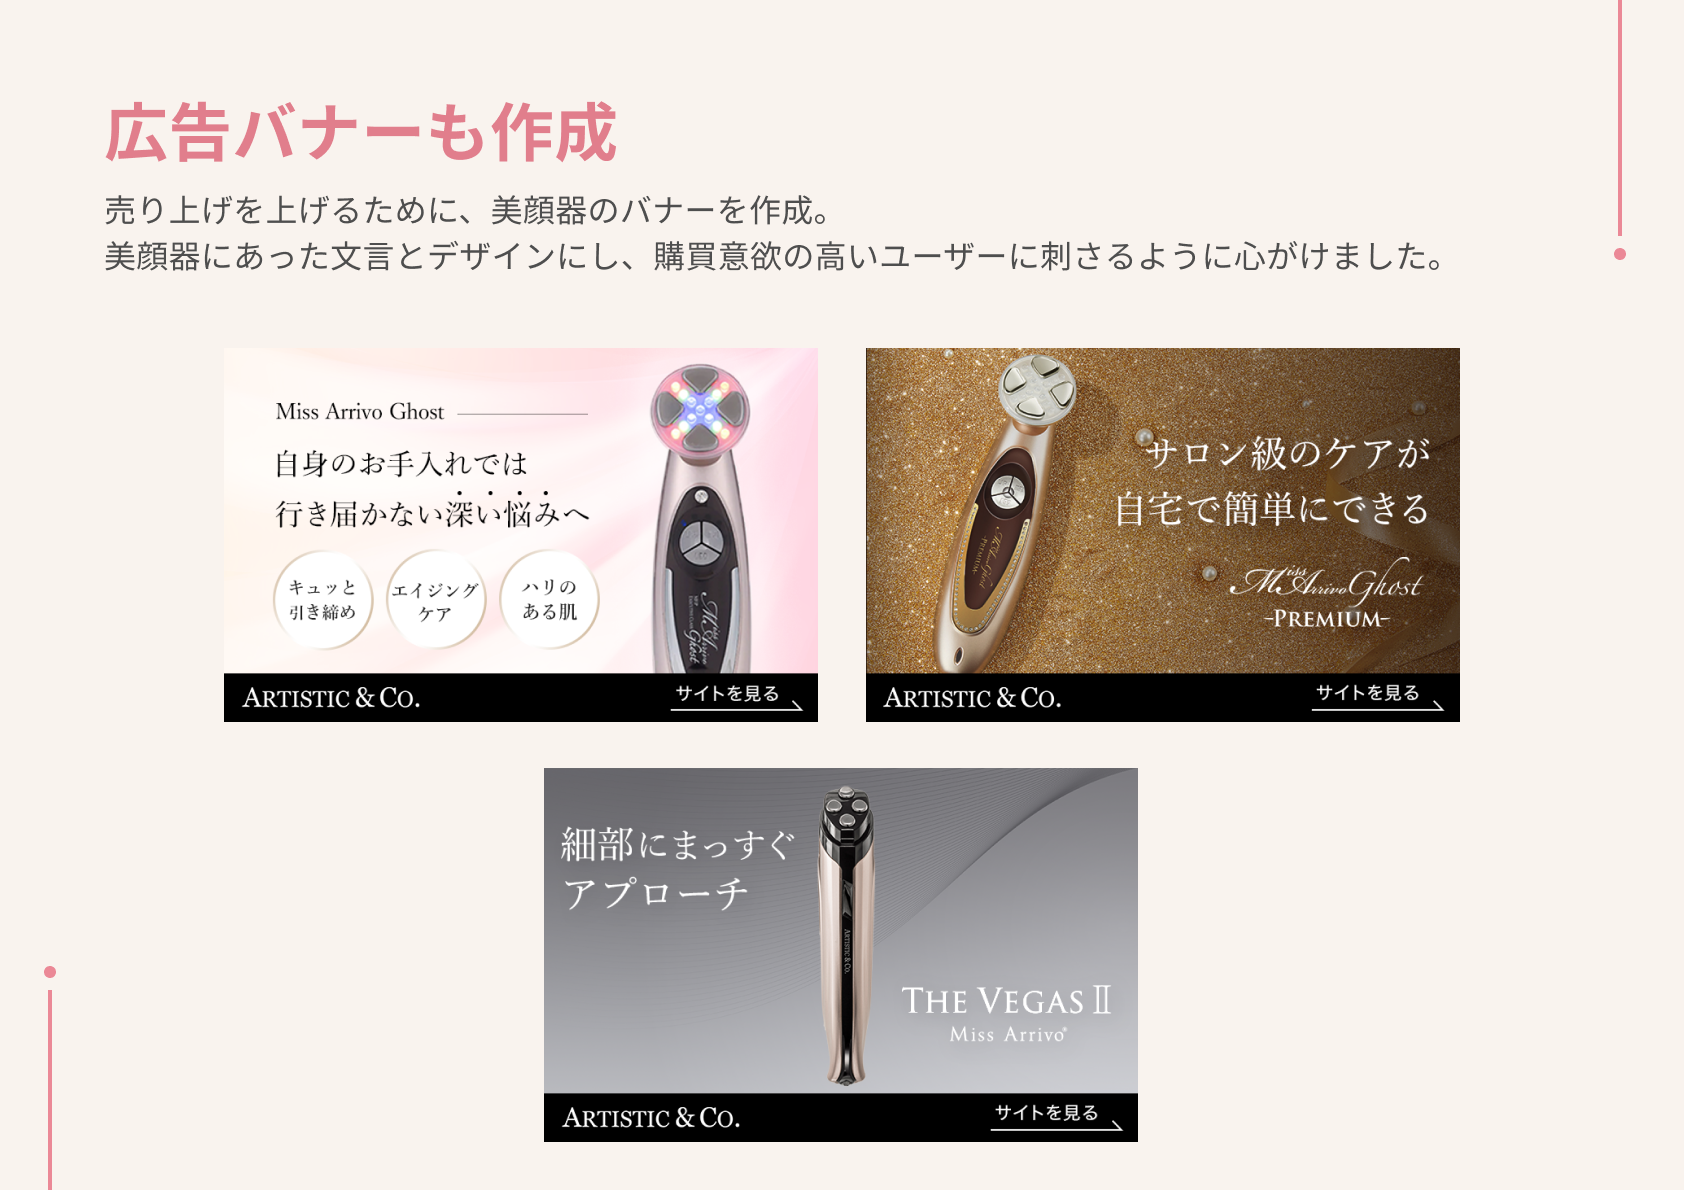 広告バナーも作成
売り上げを上げるために、美顔器のバナーを作成。
美顔器にあった文言とデザインにし、購買意欲の高いユーザーに刺さるように心がけました。
Miss Arrivo Ghost
自身のお手入れでは
行き届かない深い悩みへ
キュッと
引き締め
エイジング
ケア
ハリの
ある肌
Miss Arrivo Ghost
ARTISTIC & CO.
サイトを見る
サロン級のケアが
自宅で簡単にできる
Miss Arrivo Ghost
-PREMIUM-
ARTISTIC & CO.
サイトを見る
細部にまっすぐ
アプローチ
ARTISTIC & CO.
THE VEGAS Ⅱ
Miss Arrivo®
ARTISTIC & CO.
サイトを見る